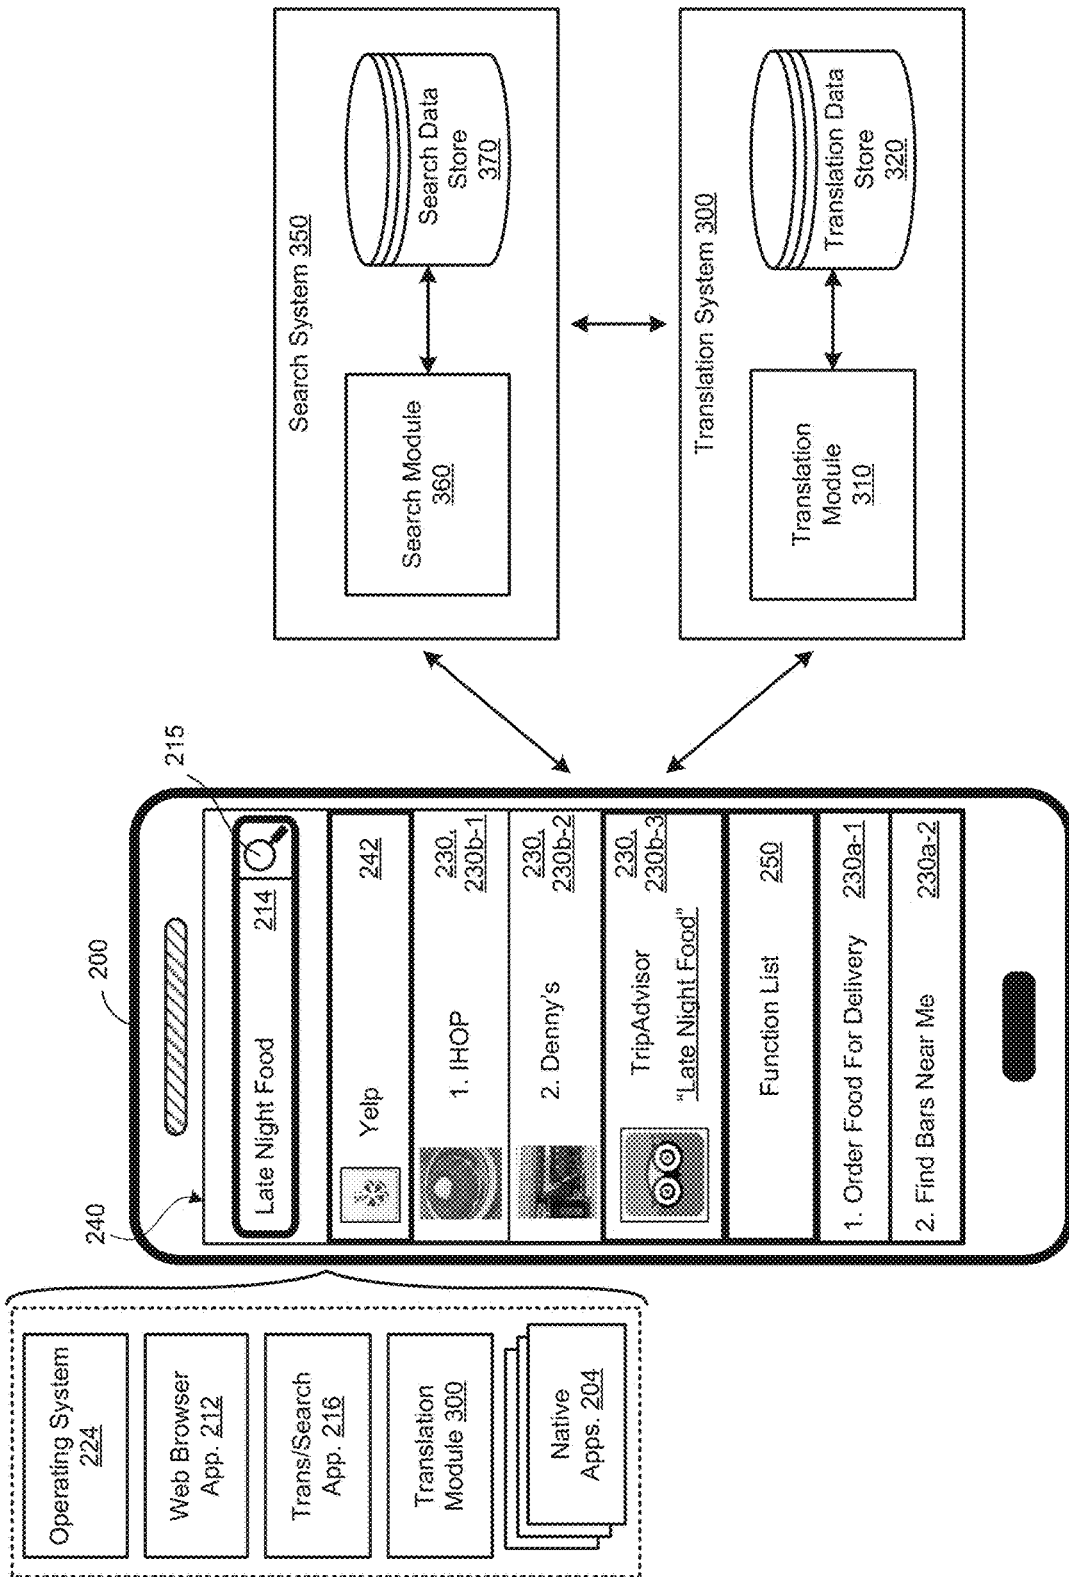 Operating System
224
Web Browser
App. 212
Trans/Search
App. 216
Translation
Module 300
Native
Apps. 204
240
200
215
Late Night Food 214
Yelp 242
1. IHOP 230,
230b-1
2. Denny's 230,
230b-2
TripAdvisor 230,
"Late Night Food" 230b-3
Function List 250
1. Order Food For Delivery 230a-1
2. Find Bars Near Me 230a-2
Search System 350
Search Module
360
Search Data
Store
370
Translation System 300
Translation
Module
310
Translation Data
Store
320